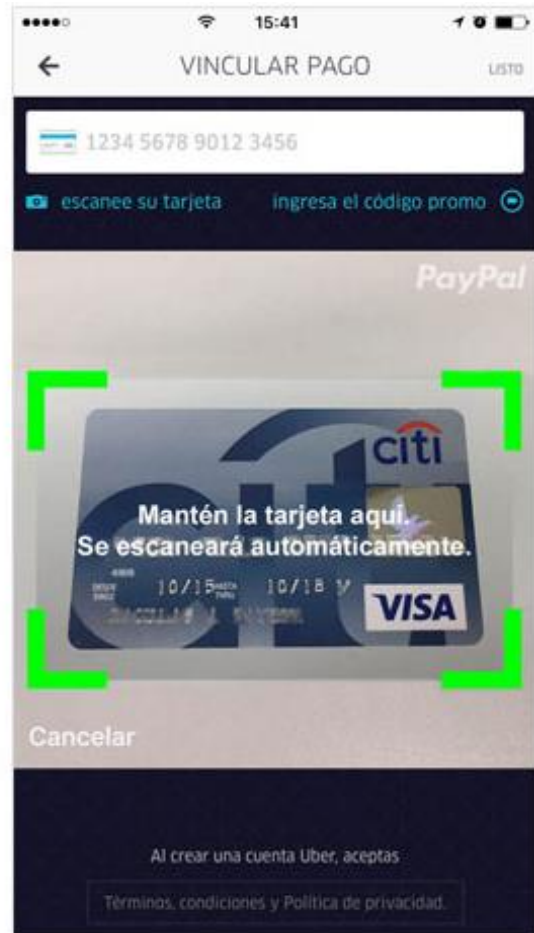 15:41
VINCULAR PAGO
LISTO
1234 5678 9012 3456
escanee su tarjeta ingresa el código promo
PayPal
citi
Mantén la tarjeta aquí.
Se escaneará automáticamente.
10/15 10/18 V
VISA
Cancelar
Al crear una cuenta Uber, aceptas
Términos, condiciones y Política de privacidad.